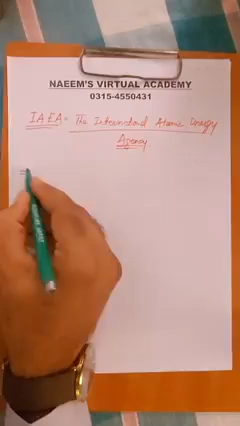 NAEEM'S VIRTUAL ACADEMY
0315-4550431
IAEA = The International Atomic Energy
Agency